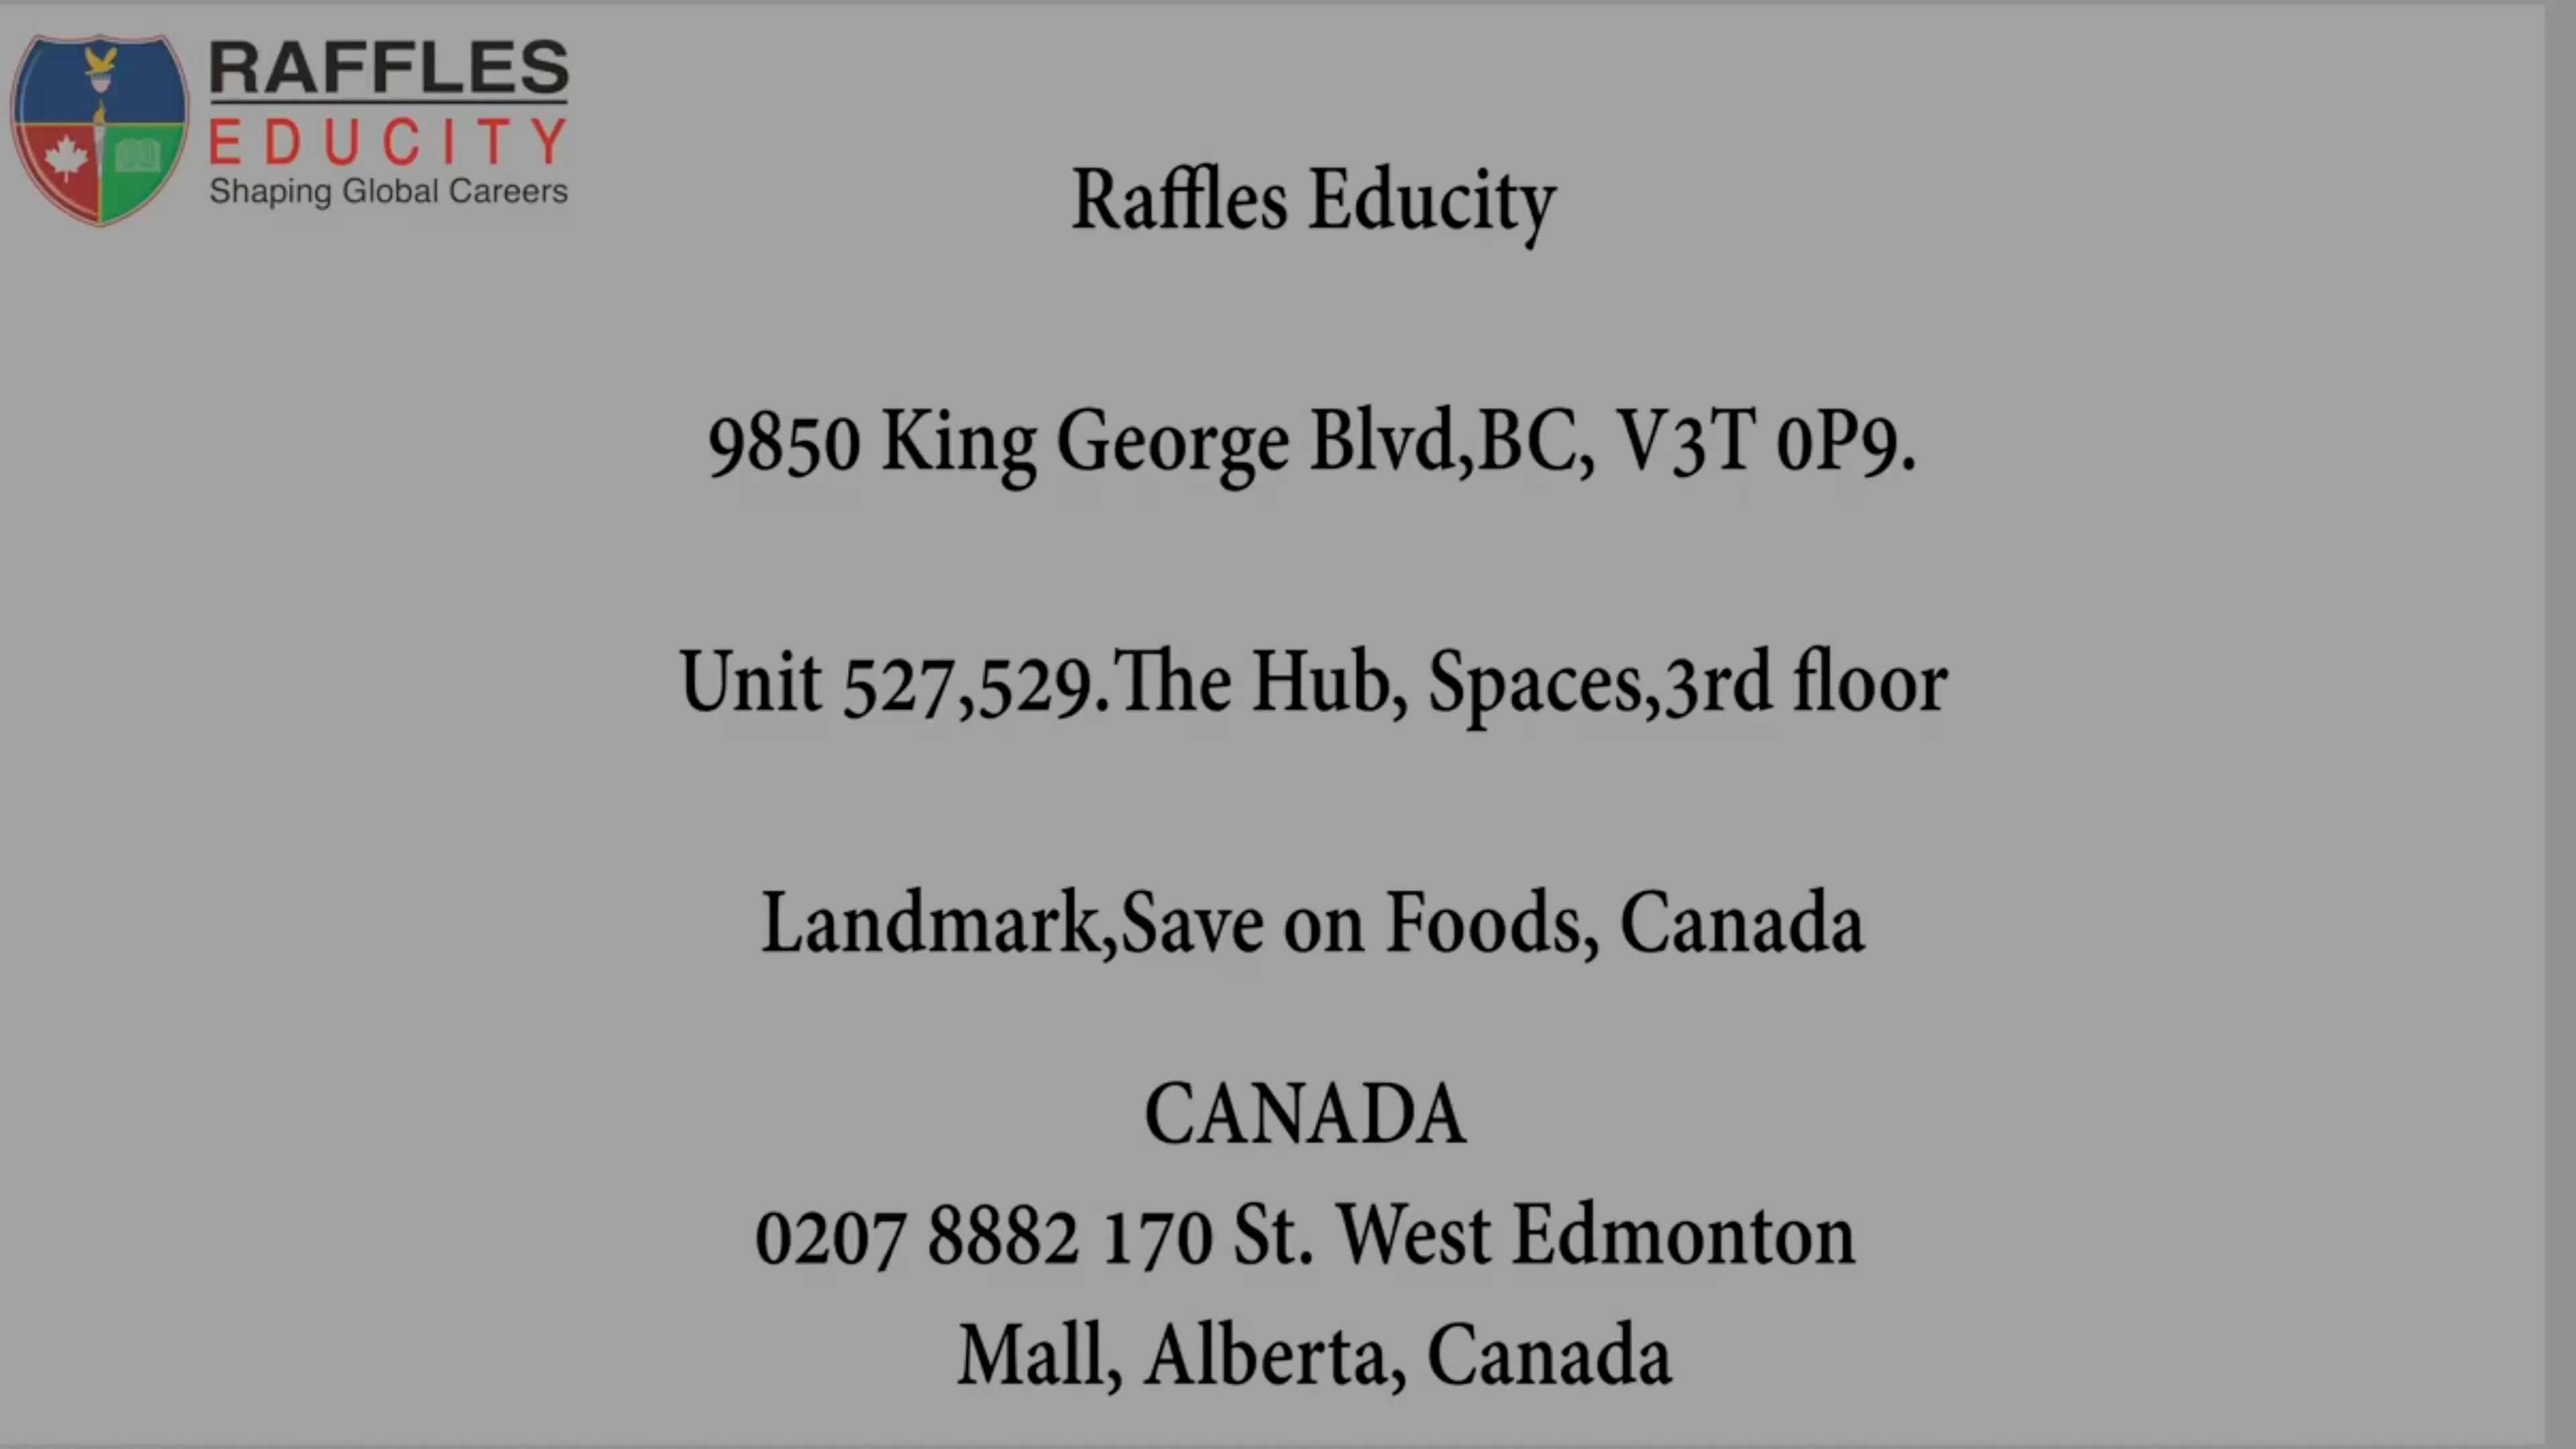 RAFFLES
EDUCITY
Shaping Global Careers
Raffles Educity
9850 King George Blvd,BC, V3T 0P9.
Unit 527,529.The Hub, Spaces,3rd floor
Landmark,Save on Foods, Canada
CANADA
0207 8882 170 St. West Edmonton
Mall, Alberta, Canada